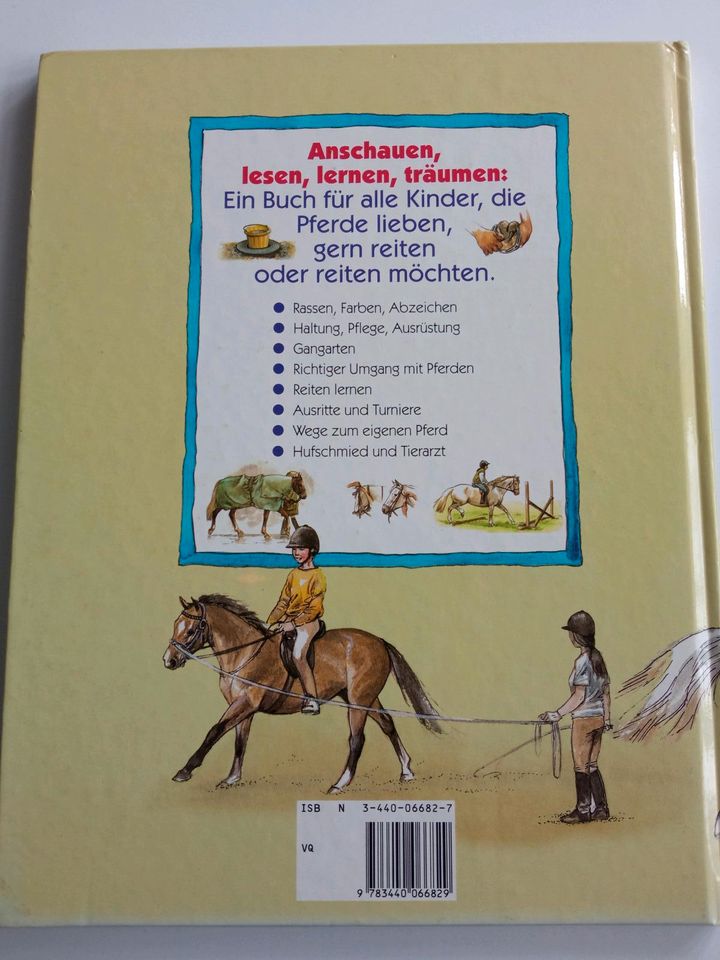 Anschauen,
lesen, lernen, träumen:
Ein Buch für alle Kinder, die
Pferde lieben,
gern reiten
oder reiten möchten.
● Rassen, Farben, Abzeichen
● Haltung, Pflege, Ausrüstung
● Gangarten
● Richtiger Umgang mit Pferden
● Reiten lernen
● Ausritte und Turniere
● Wege zum eigenen Pferd
● Hufschmied und Tierarzt
ISB N 3-440-06682-7
VQ
9 783440 066829